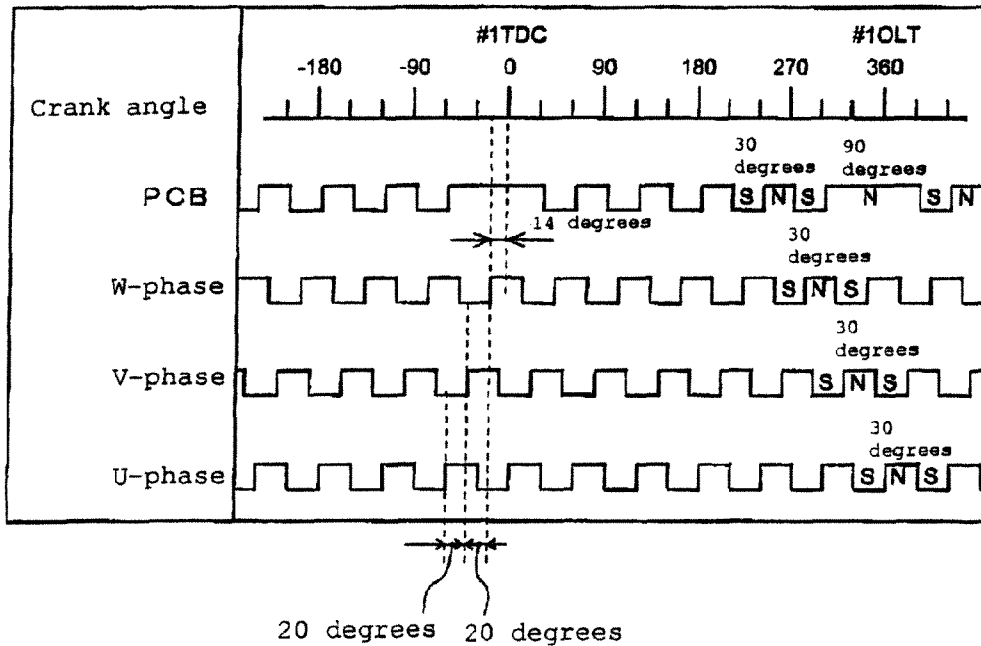 #1TDC #1OLT
-180 -90 0 90 180 270 360
Crank angle
30 degrees 90 degrees
PCB S N S N S N
14 degrees
30 degrees
W-phase S N S
30 degrees
V-phase S N S
30 degrees
U-phase S N S
20 degrees 20 degrees